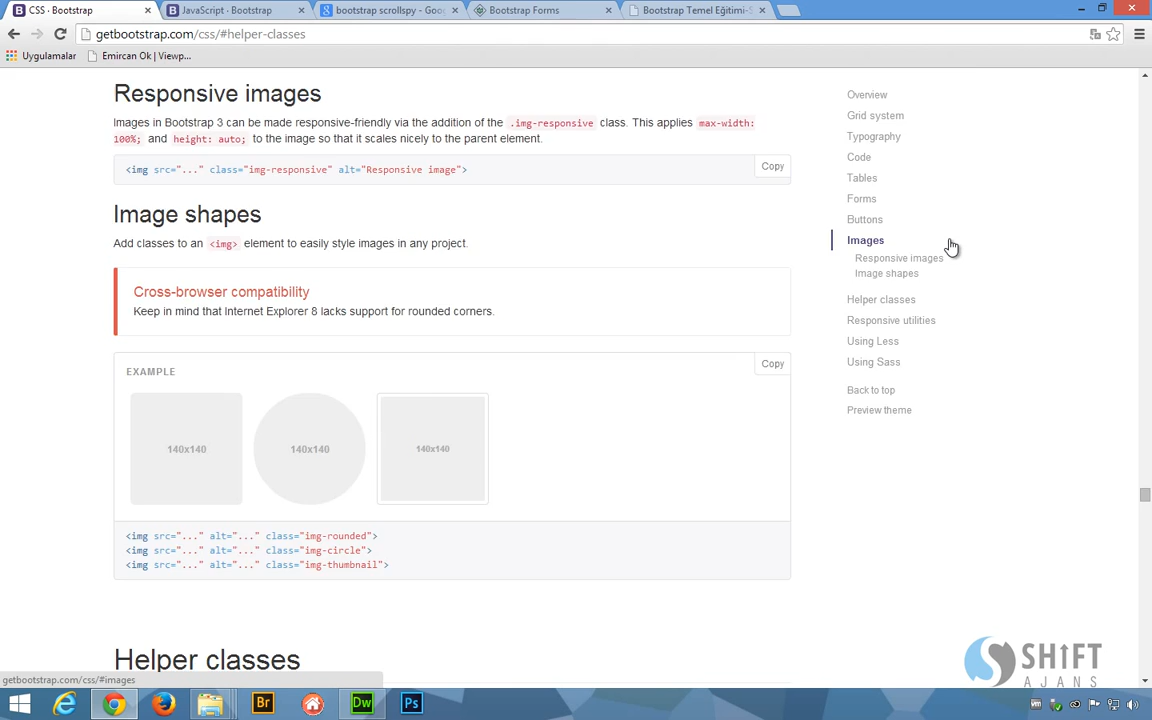 CSS · Bootstrap
JavaScript · Bootstrap
bootstrap scrollspy - Goo
Bootstrap Forms
Bootstrap Temel Eğitimi-S
getbootstrap.com/css/#helper-classes
Uygulamalar
Emircan Ok | Viewp...
Responsive images
Images in Bootstrap 3 can be made responsive-friendly via the addition of the .img-responsive class. This applies max-width:
100%; and height: auto; to the image so that it scales nicely to the parent element.
Copy
<img src="..." class="img-responsive" alt="Responsive image">
Image shapes
Add classes to an <img> element to easily style images in any project.
Cross-browser compatibility
Keep in mind that Internet Explorer 8 lacks support for rounded corners.
Copy
EXAMPLE
140x140
140x140
140x140
<img src="..." alt="..." class="img-rounded">
<img src="..." alt="..." class="img-circle">
<img src="..." alt="..." class="img-thumbnail">
Helper classes
Overview
Grid system
Typography
Code
Tables
Forms
Buttons
Images
Responsive images
Image shapes
Helper classes
Responsive utilities
Using Less
Using Sass
Back to top
Preview theme
getbootstrap.com/css/#images
SHIFT
AJANS
Br
Dw
Ps